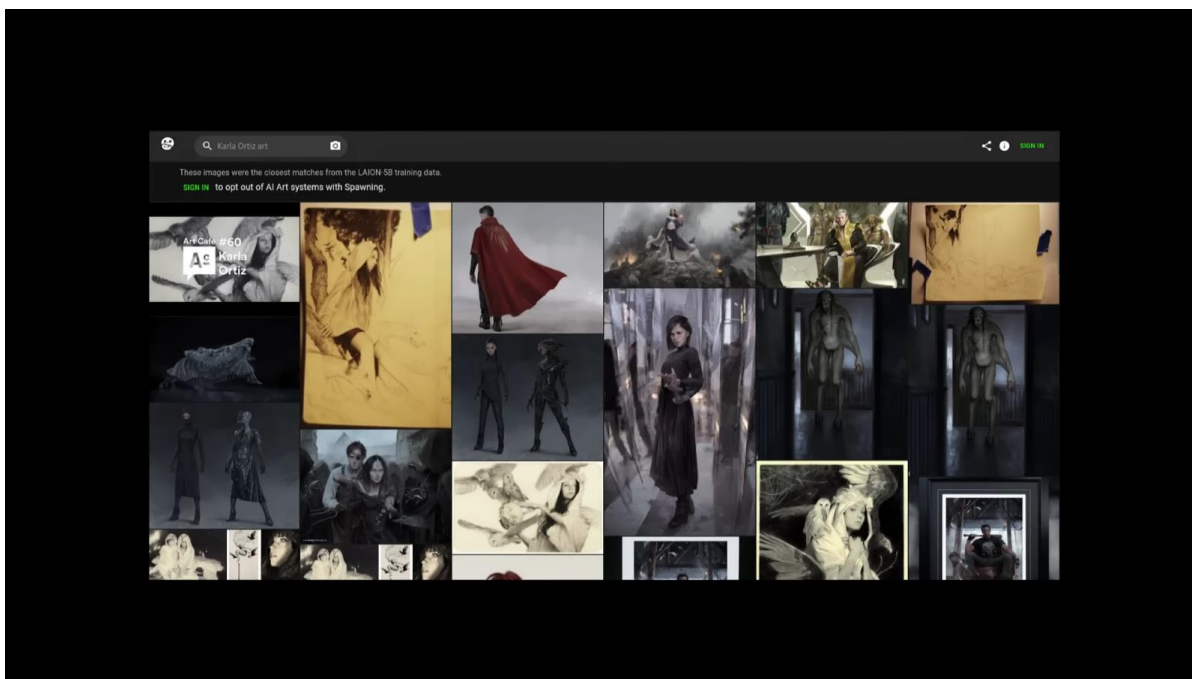 Karla Ortiz art
SIGN IN
These images were the closest matches from the LAION-5B training data.
SIGN IN to opt out of AI Art systems with Spawning.
Art Café #60
Karla
Ortiz